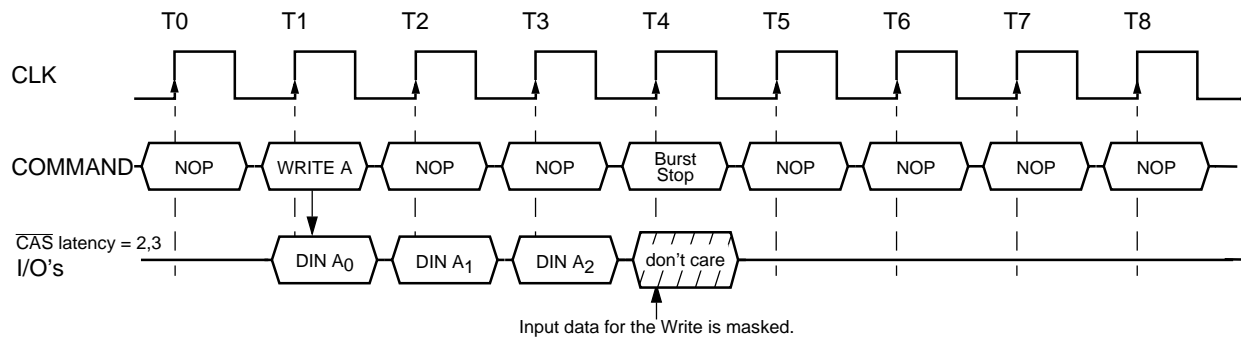 T0 T1 T2 T3 T4 T5 T6 T7 T8
CLK
COMMAND NOP WRITE A NOP NOP Burst Stop NOP NOP NOP NOP
CAS latency = 2,3
I/O's DIN A0 DIN A1 DIN A2 don't care
Input data for the Write is masked.